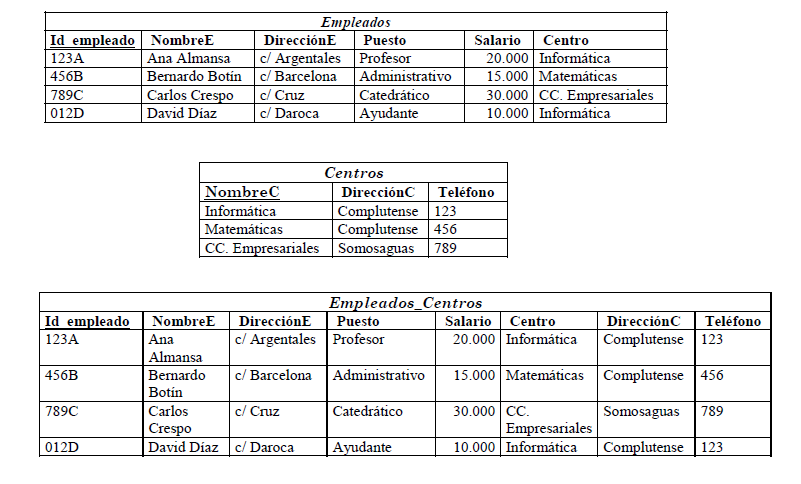 Empleados
Id_empleado NombreE DirecciónE Puesto Salario Centro
123A Ana Almansa c/ Argentales Profesor 20.000 Informática
456B Bernardo Botín c/ Barcelona Administrativo 15.000 Matemáticas
789C Carlos Crespo c/ Cruz Catedrático 30.000 CC. Empresariales
012D David Díaz c/ Daroca Ayudante 10.000 Informática
Centros
NombreC DirecciónC Teléfono
Informática Complutense 123
Matemáticas Complutense 456
CC. Empresariales Somosaguas 789
Empleados_Centros
Id_empleado NombreE DirecciónE Puesto Salario Centro DirecciónC Teléfono
123A Ana c/ Argentales Profesor 20.000 Informática Complutense 123
Almansa
456B Bernardo c/ Barcelona Administrativo 15.000 Matemáticas Complutense 456
Botín
789C Carlos c/ Cruz Catedrático 30.000 CC. Somosaguas 789
Crespo Empresariales
012D David Díaz c/ Daroca Ayudante 10.000 Informática Complutense 123